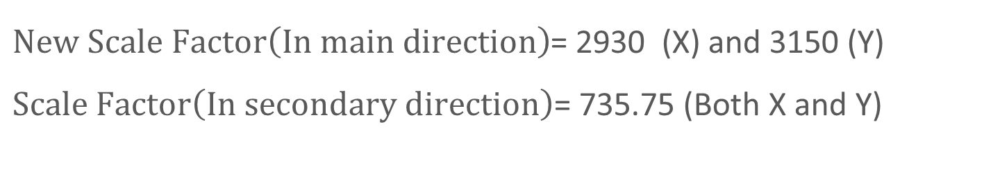 New Scale Factor(In main direction)= 2930  (X) and 3150 (Y)
Scale Factor(In secondary direction)= 735.75 (Both X and Y)